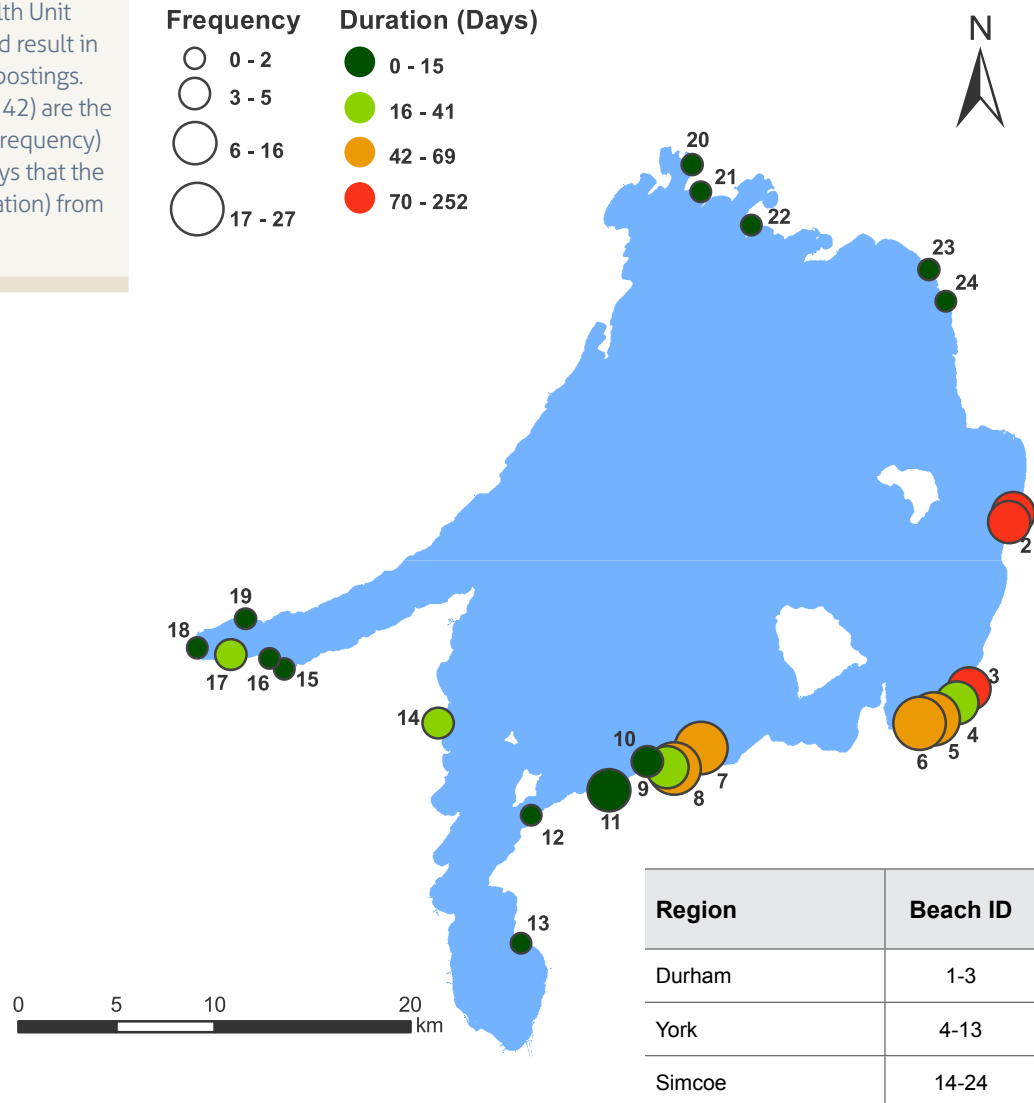 lth Unit
d result in
postings.
42) are the
requency)
ys that the
ation) from
Frequency
0 - 2
3 - 5
6 - 16
17 - 27
Duration (Days)
0 - 15
16 - 41
42 - 69
70 - 252
N
20
21
22
23
24
2
19
18
17
16
15
14
3
4
5
6
10
7
9
8
11
12
13
0 5 10 20
km
Region Beach ID
Durham 1-3
York 4-13
Simcoe 14-24